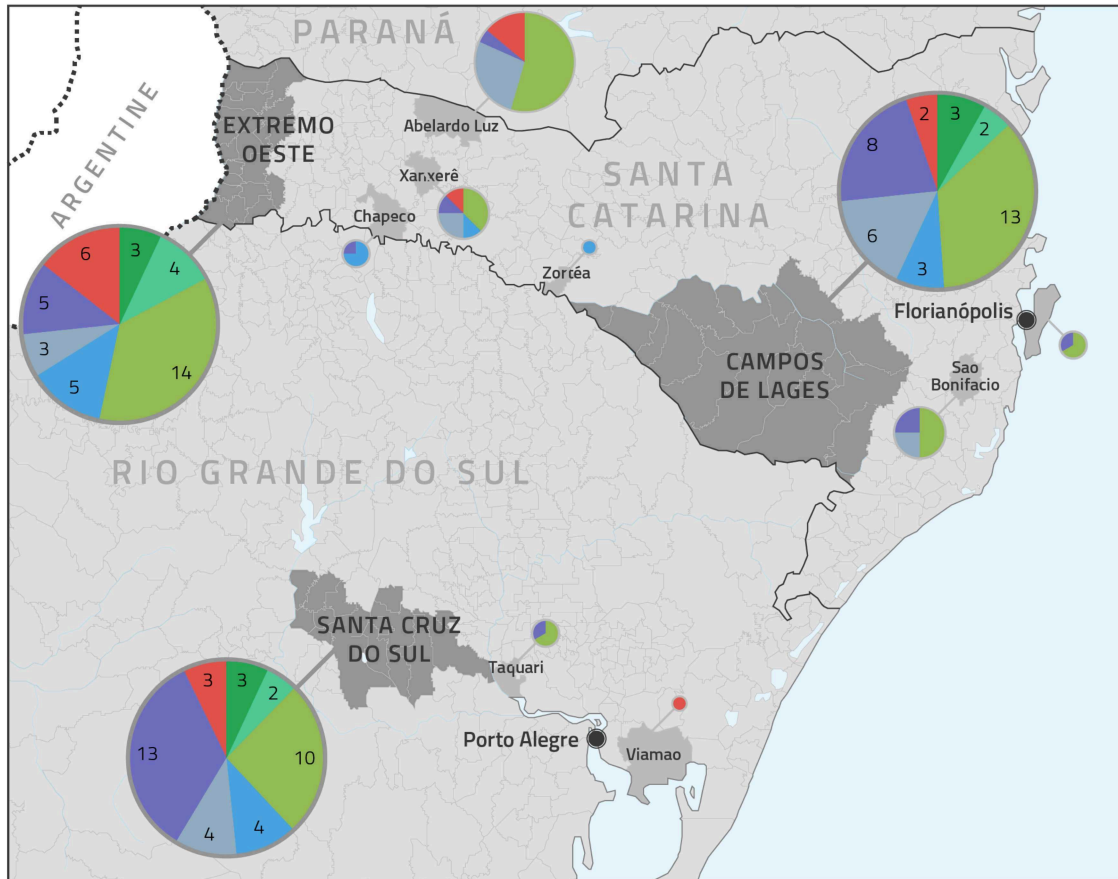 PARANÁ
ARGENTINE
EXTREMO
OESTE
Abelardo Luz
Xanxerê
Chapeco
SANTA
CATARINA
Zortéa
3
2
13
3
6
8
2
3
4
14
5
3
5
6
Florianópolis
CAMPOS
DE LAGES
Sao
Bonifacio
RIO GRANDE DO SUL
SANTA CRUZ
DO SUL
Taquari
3
2
10
4
4
13
3
Porto Alegre
Viamao